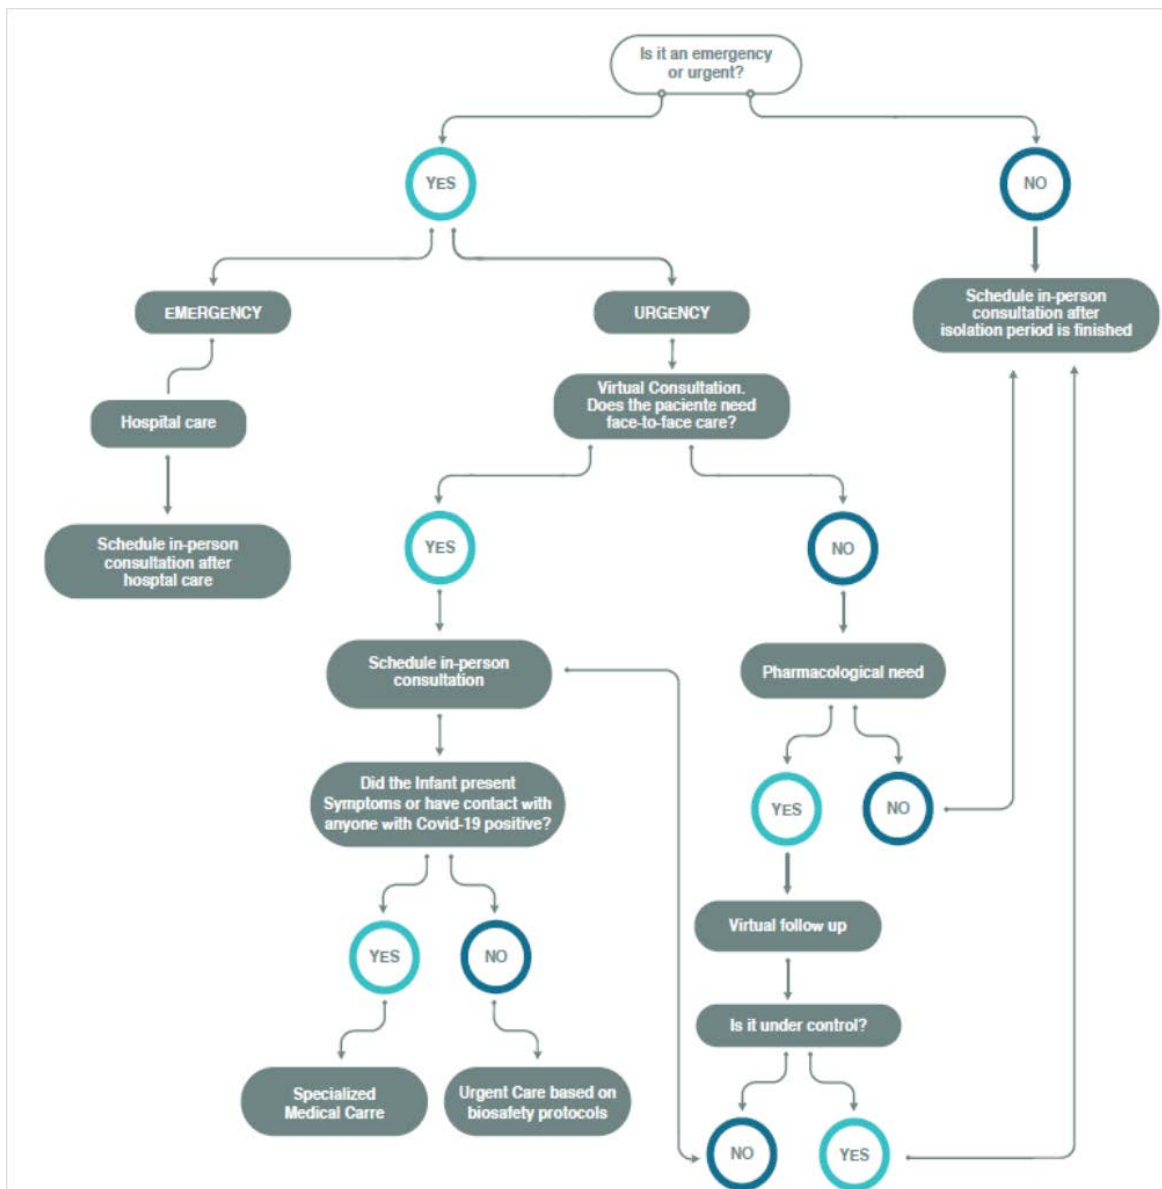 Is it an emergency
or urgent?
YES
NO
EMERGENCY
URGENCY
Schedule in-person
consultation after
isolation period is finished
Hospital care
Virtual Consultation.
Does the paciente need
face-to-face care?
Schedule in-person
consultation after
hosptal care
YES
NO
Schedule in-person
consultation
Pharmacological need
Did the Infant present
Symptoms or have contact with
anyone with Covid-19 positive?
YES
NO
Virtual follow up
YES
NO
Is it under control?
Specialized
Medical Carre
Urgent Care based on
biosafety protocols
NO
YES